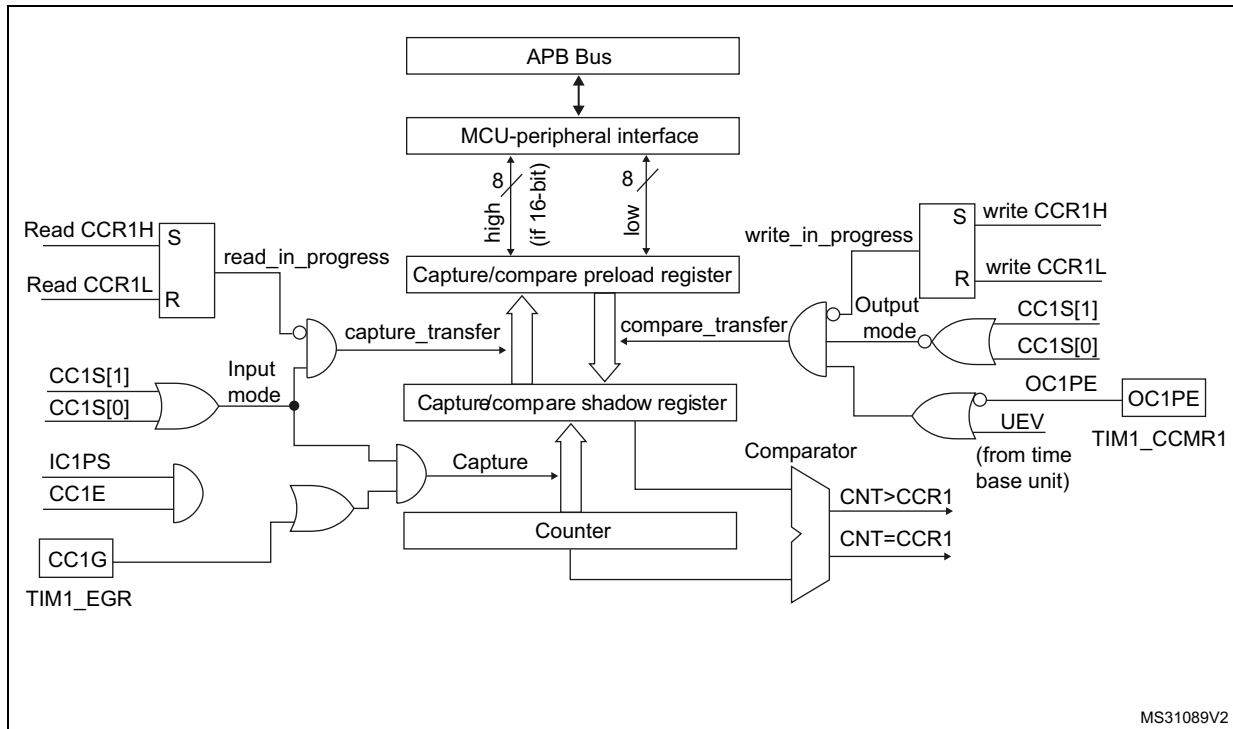 APB Bus
MCU-peripheral interface
8
high
(if 16-bit)
8
low
Read CCR1H
S
read_in_progress
Read CCR1L
R
write_in_progress
S
write CCR1H
R
write CCR1L
Capture/compare preload register
capture_transfer
compare_transfer
Output
mode
CC1S[1]
CC1S[0]
CC1S[1]
CC1S[0]
Input
mode
Capture/compare shadow register
OC1PE
OC1PE
UEV
TIM1_CCMR1
(from time
base unit)
IC1PS
CC1E
Capture
Comparator
CNT>CCR1
CNT=CCR1
Counter
CC1G
TIM1_EGR
MS31089V2